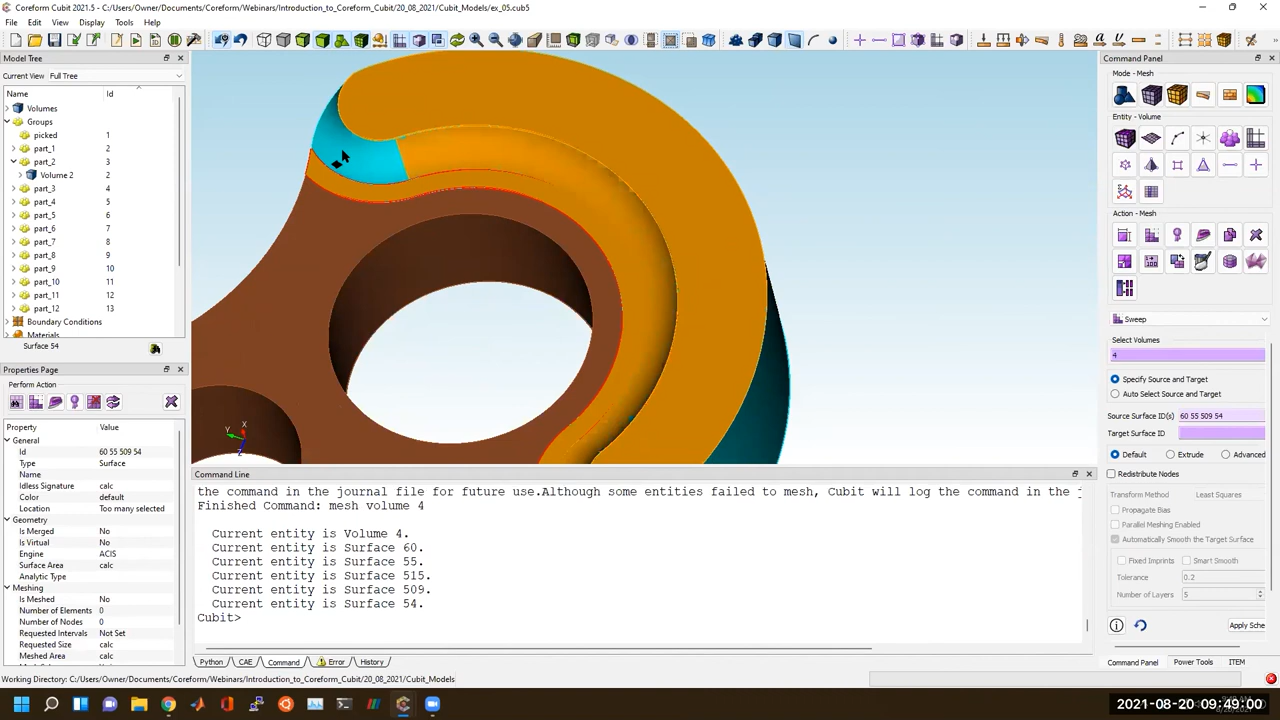 Coreform Cubit 2021.5 - C:/Users/Owner/Documents/Coreform/Webinars/Introduction_to_Coreform_Cubit/20_08_2021/Cubit_Models/ex_05.cub5
File Edit View Display Tools Help
Model Tree
Current View Full Tree
Name ID
Volumes
Groups
picked 1
part_1 2
part_2 3
Volume 2 2
part_3 4
part_4 5
part_5 6
part_6 7
part_7 8
part_8 9
part_9 10
part_10 11
part_11 12
part_12 13
Boundary Conditions
Materials
Surface 54
Properties Page
Perform Action
Property Value
General
Id 60 55 509 54
Type Surface
Name
Idless Signature calc
Color default
Location Too many selected
Geometry
Is Merged No
Is Virtual No
Engine ACIS
Surface Area calc
Analytic Type
Meshing
Is Meshed No
Number of Elements 0
Number of Nodes 0
Requested Intervals Not Set
Requested Size calc
Meshed Area calc
Y X
Z
Command Line
the command in the journal file for future use.Although some entities failed to mesh, Cubit will log the command in the j
Finished Command: mesh volume 4
Current entity is Volume 4.
Current entity is Surface 60.
Current entity is Surface 55.
Current entity is Surface 515.
Current entity is Surface 509.
Current entity is Surface 54.
Cubit>
Python CAE Command Error History
Command Panel
Mode - Mesh
Entity - Volume
Action - Mesh
Sweep
Select Volumes
4
Specify Source and Target
Auto Select Source and Target
Source Surface ID(s) 60 55 509 54
Target Surface ID
Default Extrude Advanced
Redistribute Nodes
Transform Method Least Squares
Propagate Bias
Parallel Meshing Enabled
Automatically Smooth the Target Surface
Fixed Imprints Smart Smooth
Tolerance 0.2
Number of Layers 5
Apply Sche
Command Panel Power Tools ITEM
Working Directory: C:/Users/Owner/Documents/Coreform/Webinars/Introduction_to_Coreform_Cubit/20_08_2021/Cubit_Models
2021-08-20 09:49:00